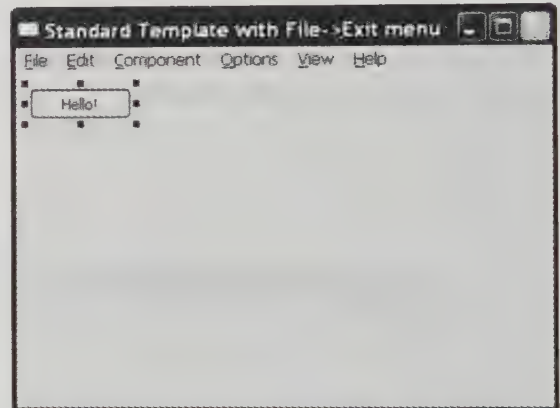 Standard Template with File->Exit menu
File Edit Component Options View Help
Hello!